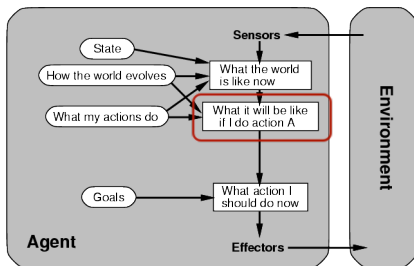 Sensors
State
How the world evolves
What my actions do
What the world
is like now
What it will be like
if I do action A
Goals
What action I
should do now
Agent
Effectors
Environment